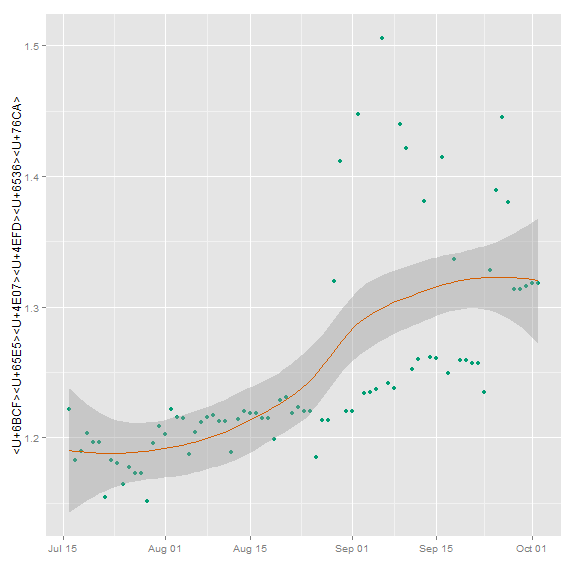 1.5
1.4
1.3
1.2
<U+6BCF><U+65E5><U+4E07><U+4EFD><U+6536><U+76CA>
Jul 15
Aug 01
Aug 15
Sep 01
Sep 15
Oct 01